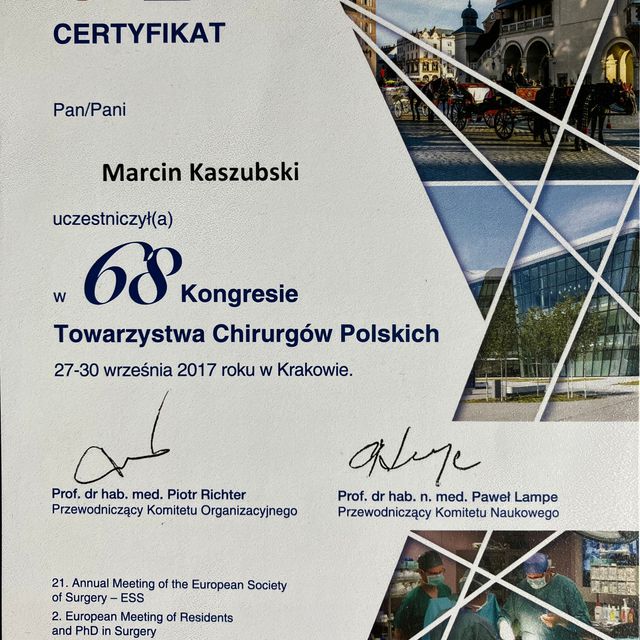 CERTYFIKAT
Pan/Pani
Marcin Kaszubski
uczestniczył(a)
w 68 Kongresie
Towarzystwa Chirurgów Polskich
27-30 września 2017 roku w Krakowie.
Prof. dr hab. med. Piotr Richter
Przewodniczący Komitetu Organizacyjnego
Prof. dr hab. n. med. Paweł Lampe
Przewodniczący Komitetu Naukowego
21. Annual Meeting of the European Society
of Surgery – ESS
2. European Meeting of Residents
and PhD in Surgery